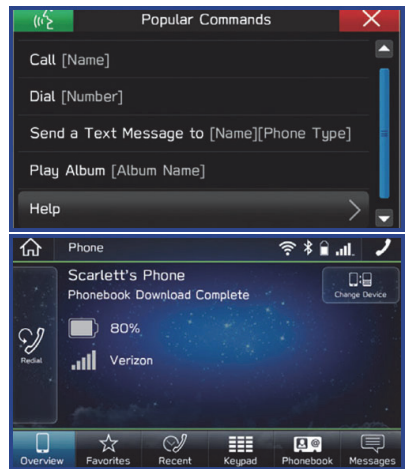 Popular Commands
Call [Name]
Dial [Number]
Send a Text Message to [Name][Phone Type]
Play Album [Album Name]
Help
Phone
Scarlett's Phone
Phonebook Download Complete
Change Device
80%
Redial
Verizon
Overview Favorites Recent Keypad Phonebook Messages